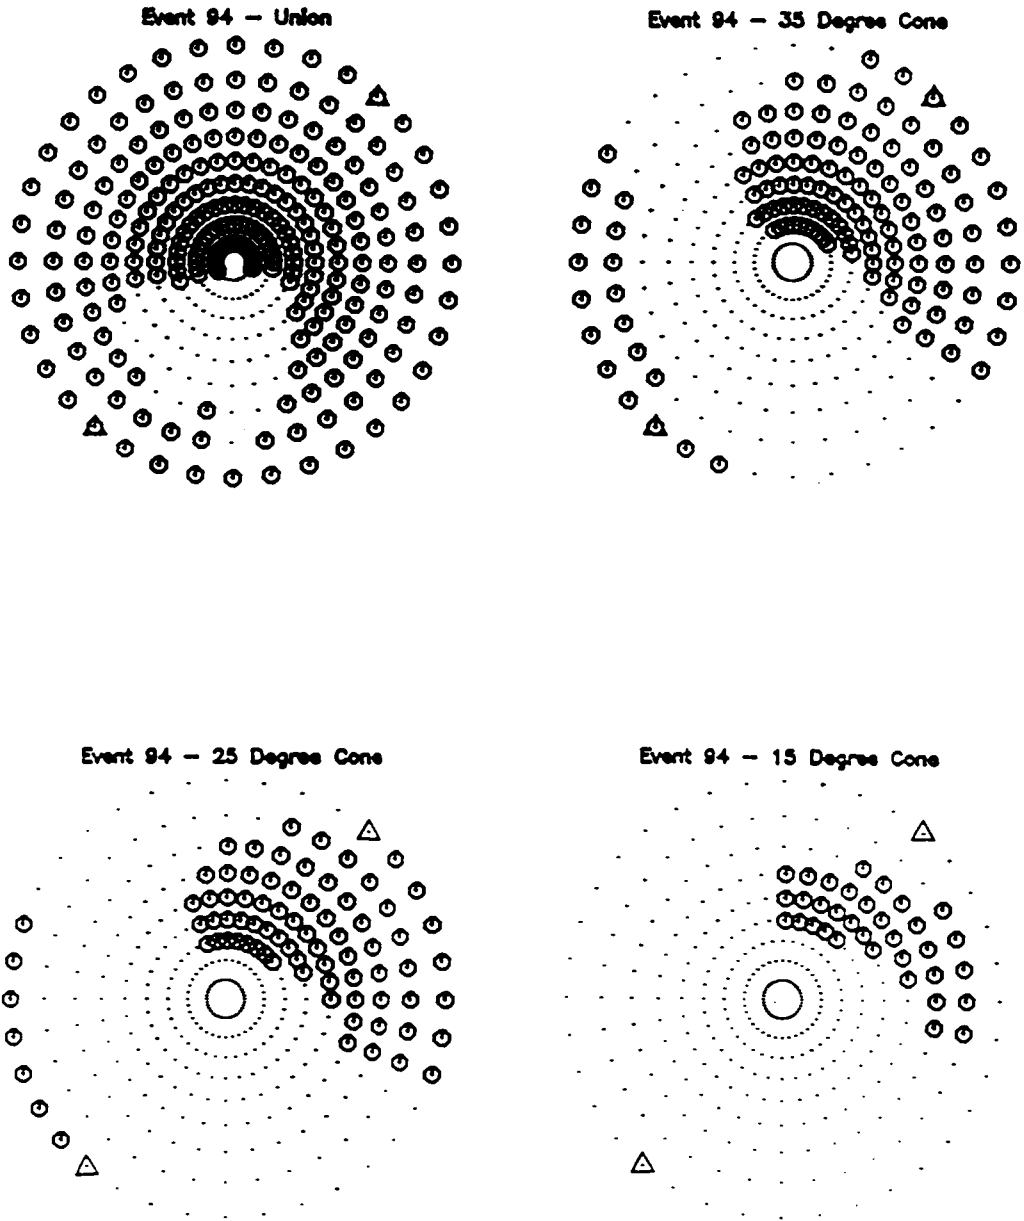 Event 94 - Union
Event 94 - 35 Degree Cone
Event 94 - 25 Degree Cone
Event 94 - 15 Degree Cone